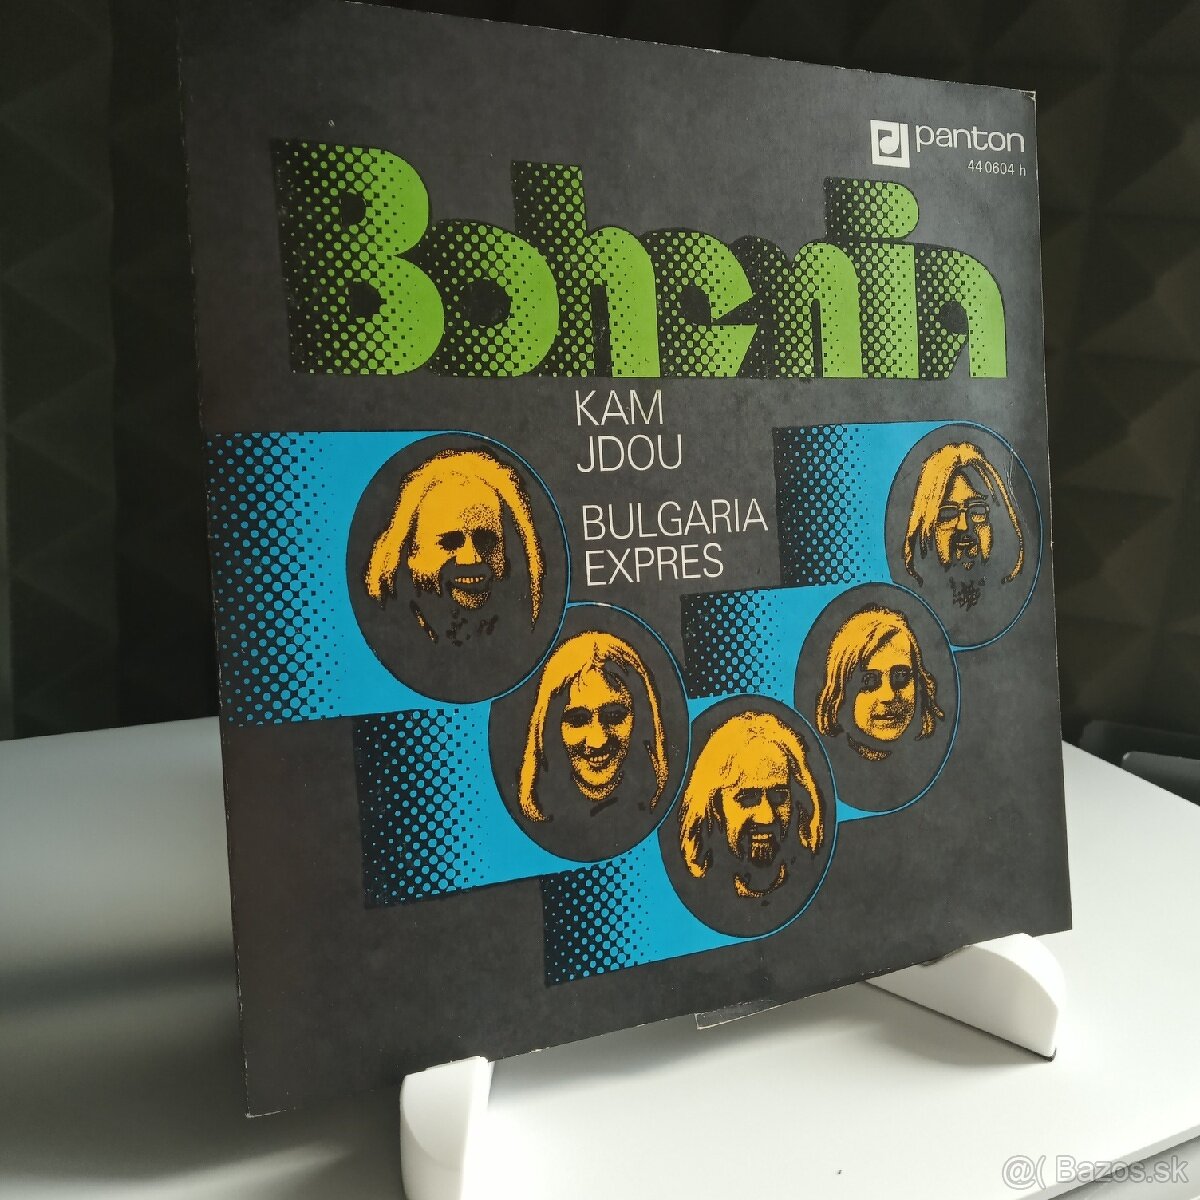 panton
44 0604 h
Bohemia
KAM
JDOU
BULGARIA
EXPRES
@( Bazos.sk